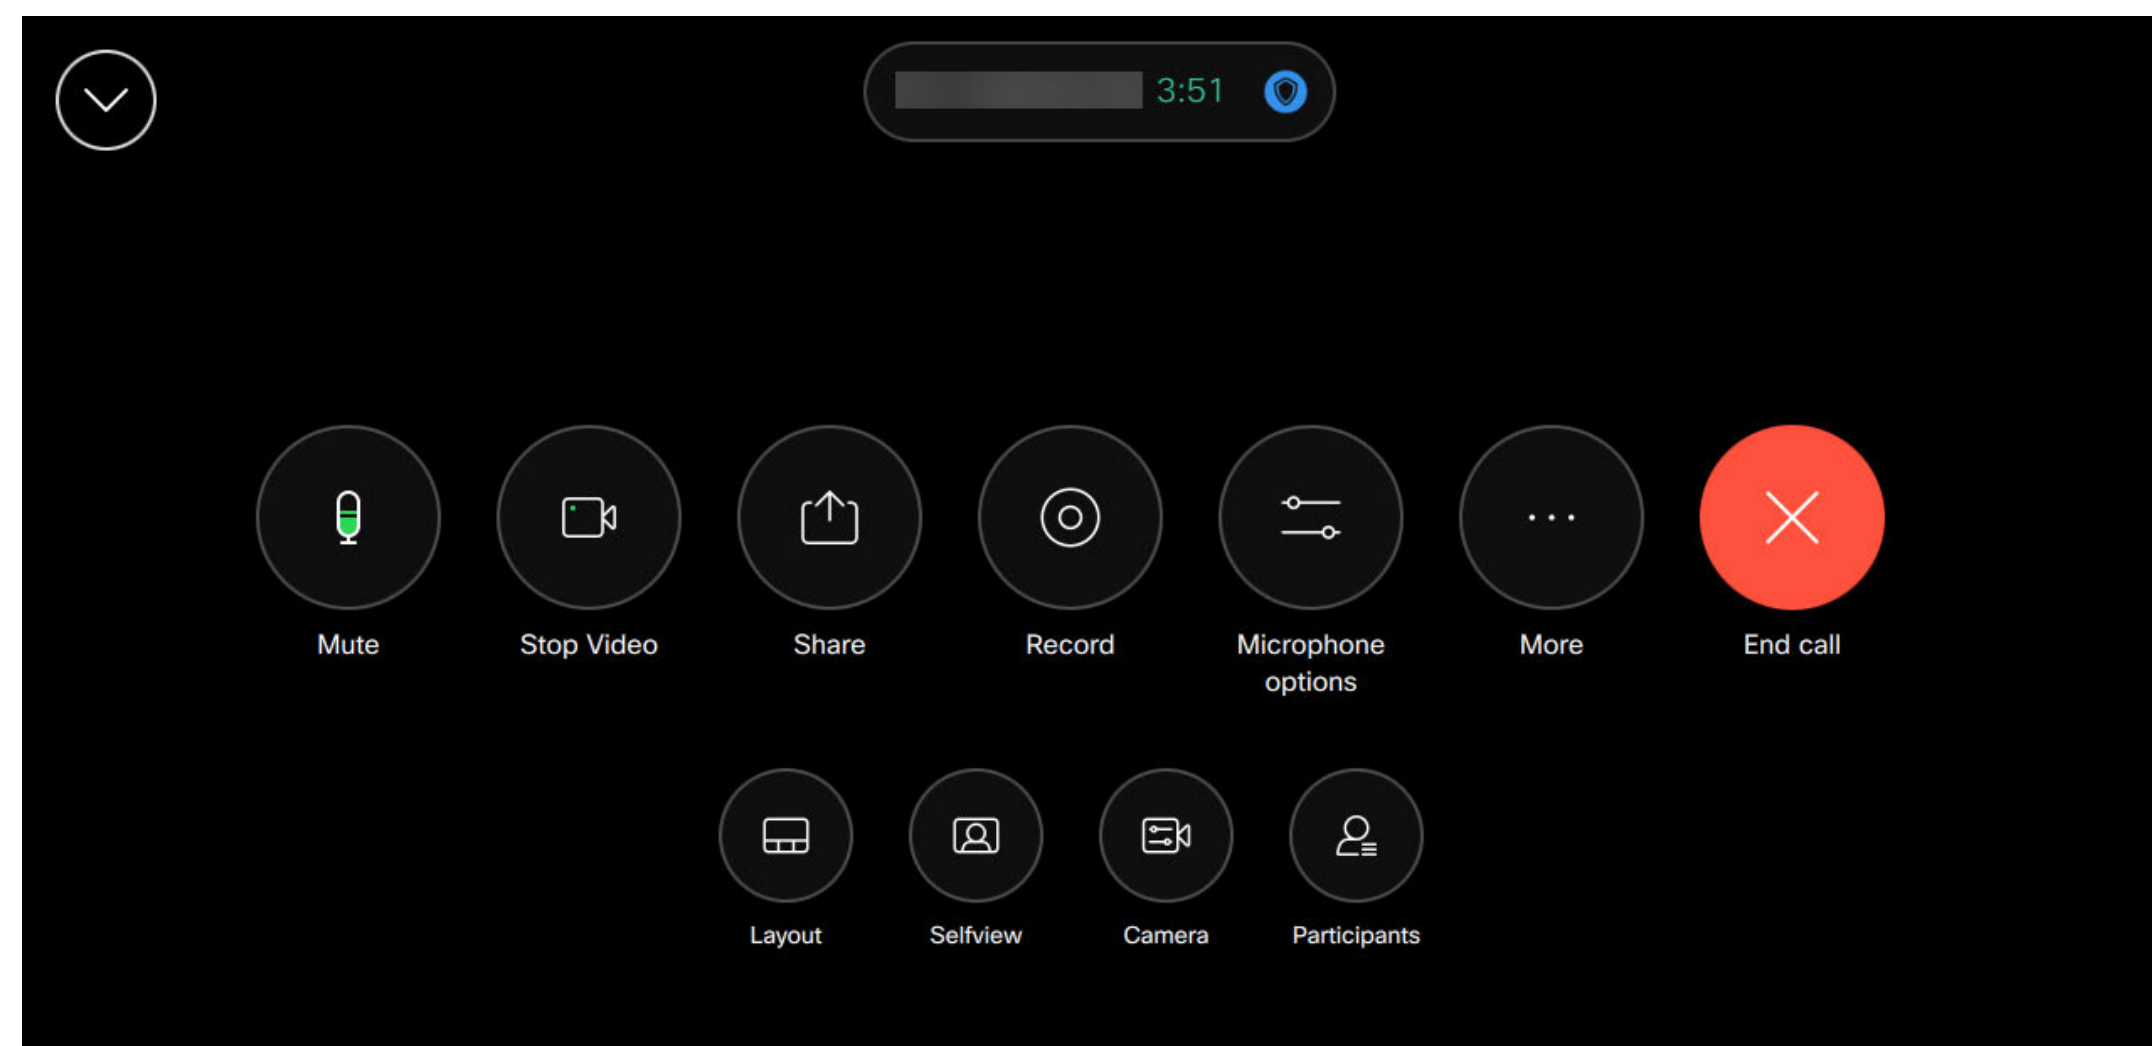 3:51
Mute
Stop Video
Share
Record
Microphone
options
More
End call
Layout
Selfview
Camera
Participants